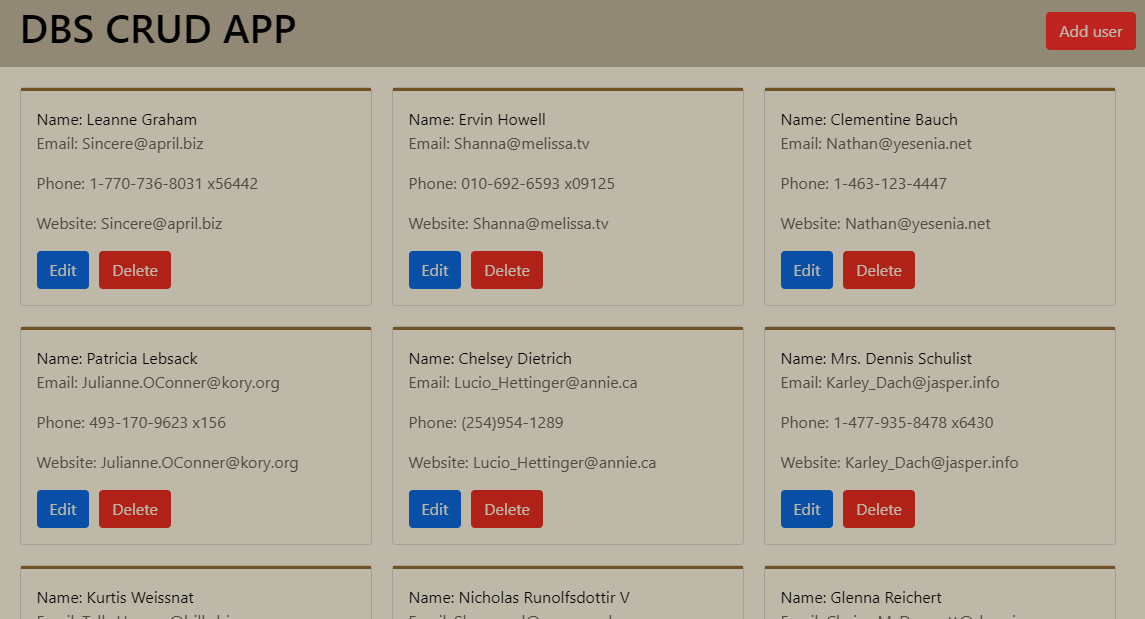 DBS CRUD APP
Add user
Name: Leanne Graham
Email: Sincere@april.biz
Phone: 1-770-736-8031 x56442
Website: Sincere@april.biz
Edit
Delete
Name: Ervin Howell
Email: Shanna@melissa.tv
Phone: 010-692-6593 x09125
Website: Shanna@melissa.tv
Edit
Delete
Name: Clementine Bauch
Email: Nathan@yesenia.net
Phone: 1-463-123-4447
Website: Nathan@yesenia.net
Edit
Delete
Name: Patricia Lebsack
Email: Julianne.OConner@kory.org
Phone: 493-170-9623 x156
Website: Julianne.OConner@kory.org
Edit
Delete
Name: Chelsey Dietrich
Email: Lucio_Hettinger@annie.ca
Phone: (254)954-1289
Website: Lucio_Hettinger@annie.ca
Edit
Delete
Name: Mrs. Dennis Schulist
Email: Karley_Dach@jasper.info
Phone: 1-477-935-8478 x6430
Website: Karley_Dach@jasper.info
Edit
Delete
Name: Kurtis Weissnat
Name: Nicholas Runolfsdottir V
Name: Glenna Reichert